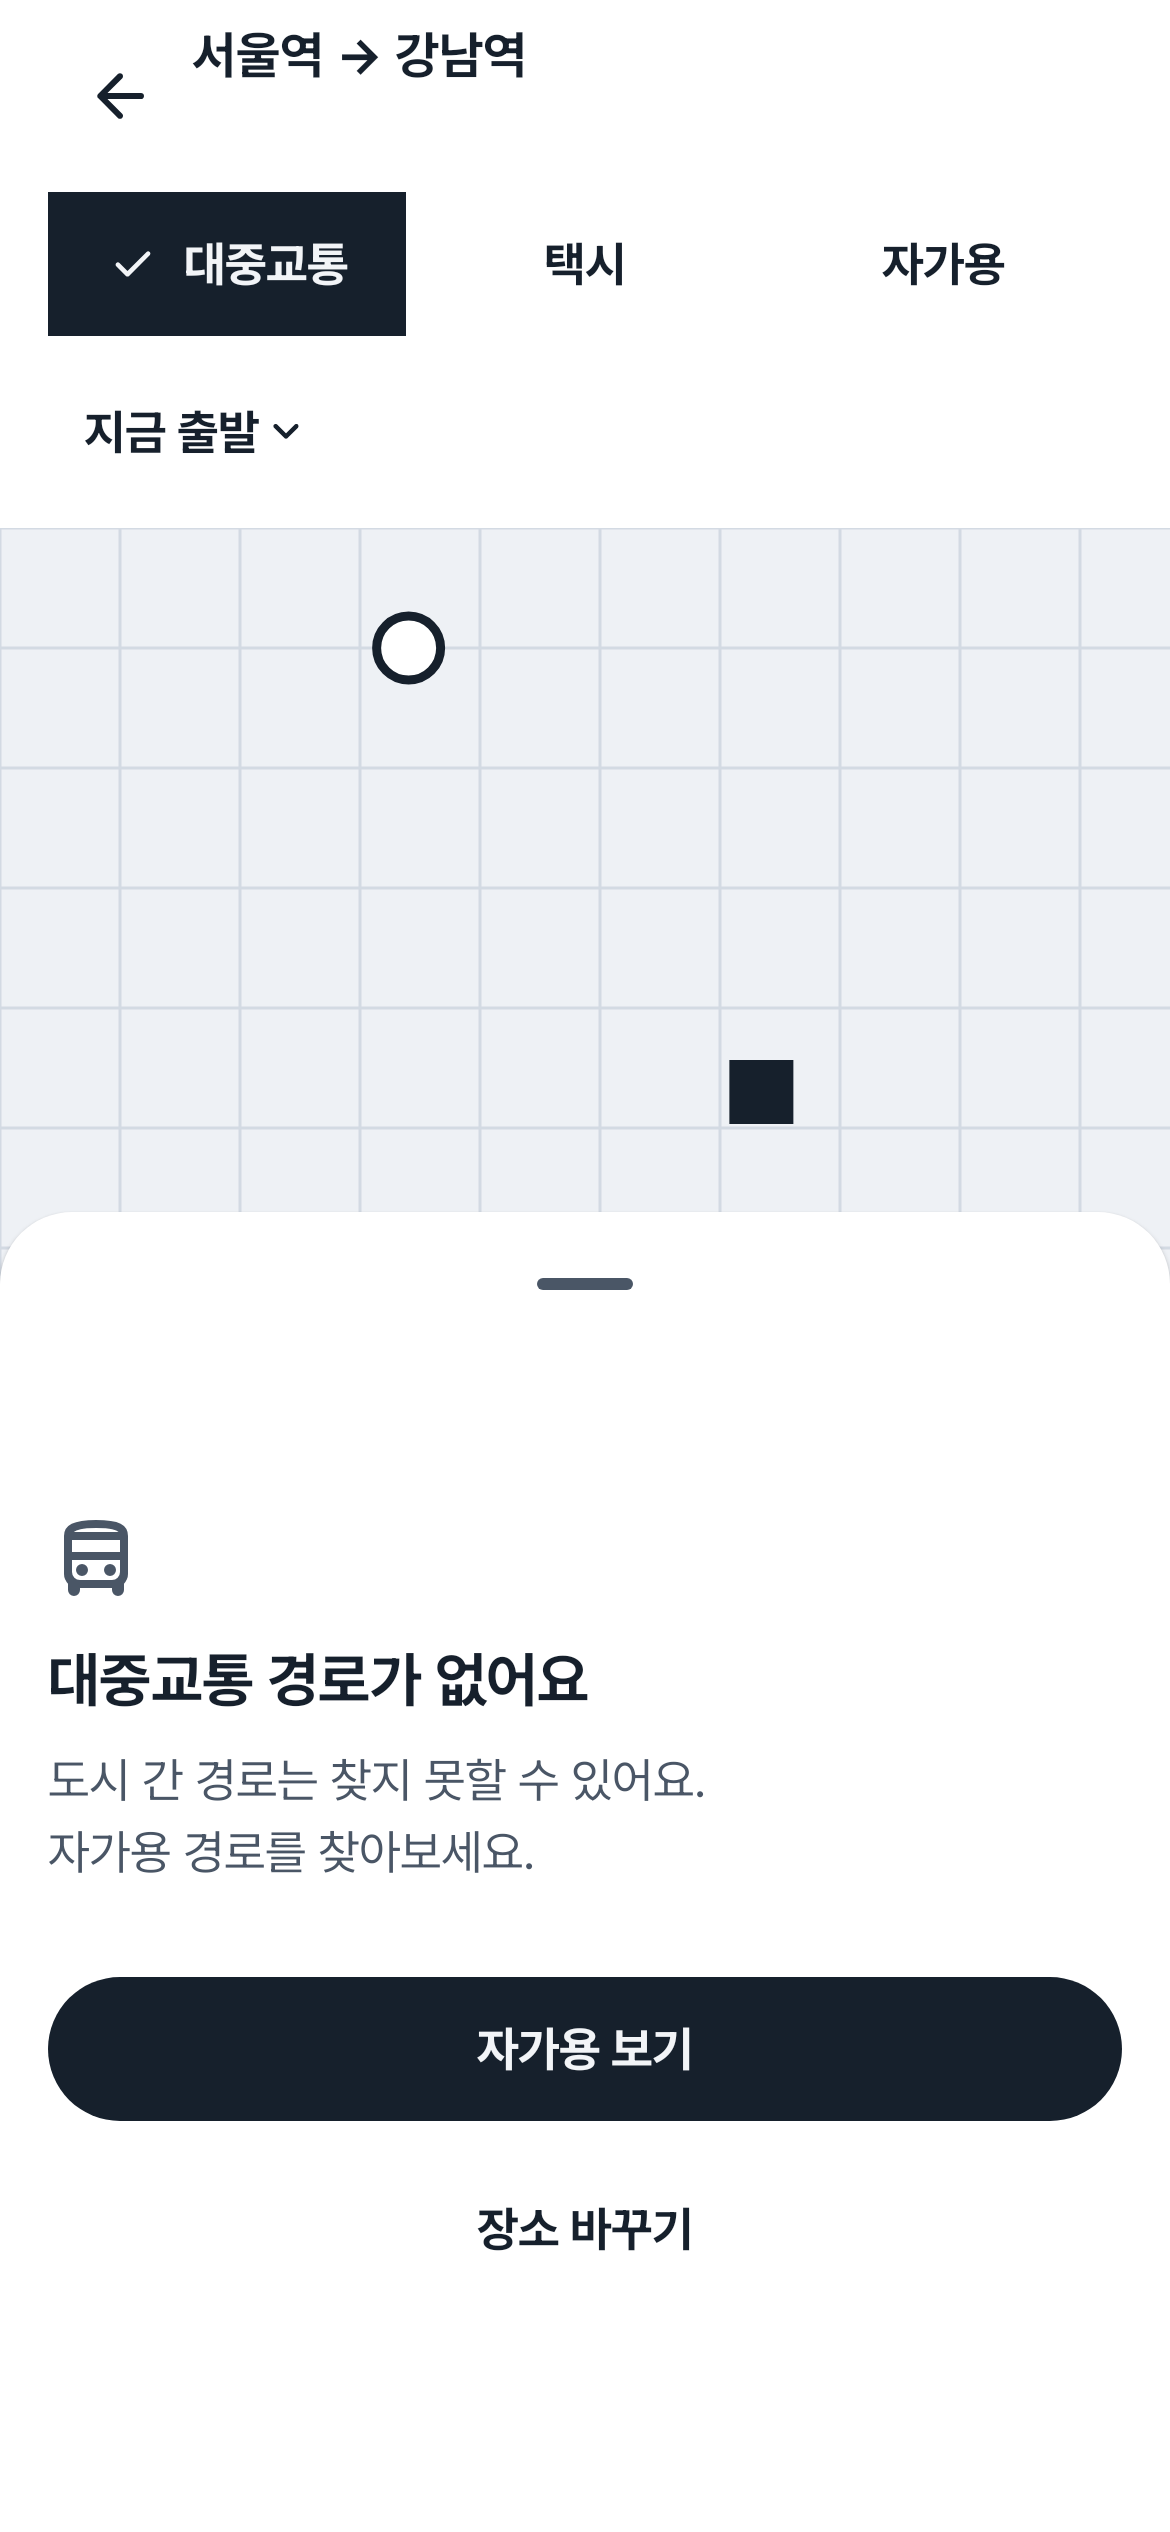 서울역 → 강남역
대중교통
택시
자가용
지금 출발
대중교통 경로가 없어요
도시 간 경로는 찾지 못할 수 있어요.
자가용 경로를 찾아보세요.
자가용 보기
장소 바꾸기